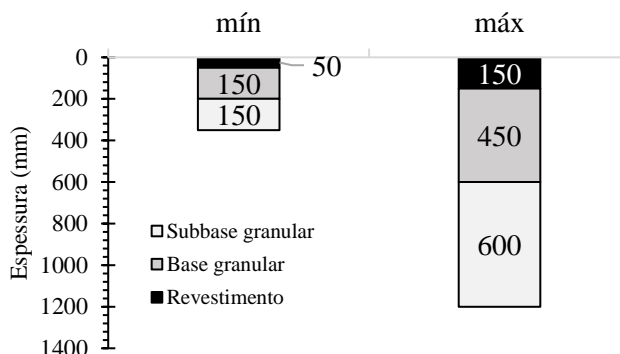 mín
máx
0
200
400
600
800
1000
1200
1400
Espessura (mm)
50
150
150
150
450
600
Subbase granular
Base granular
Revestimento